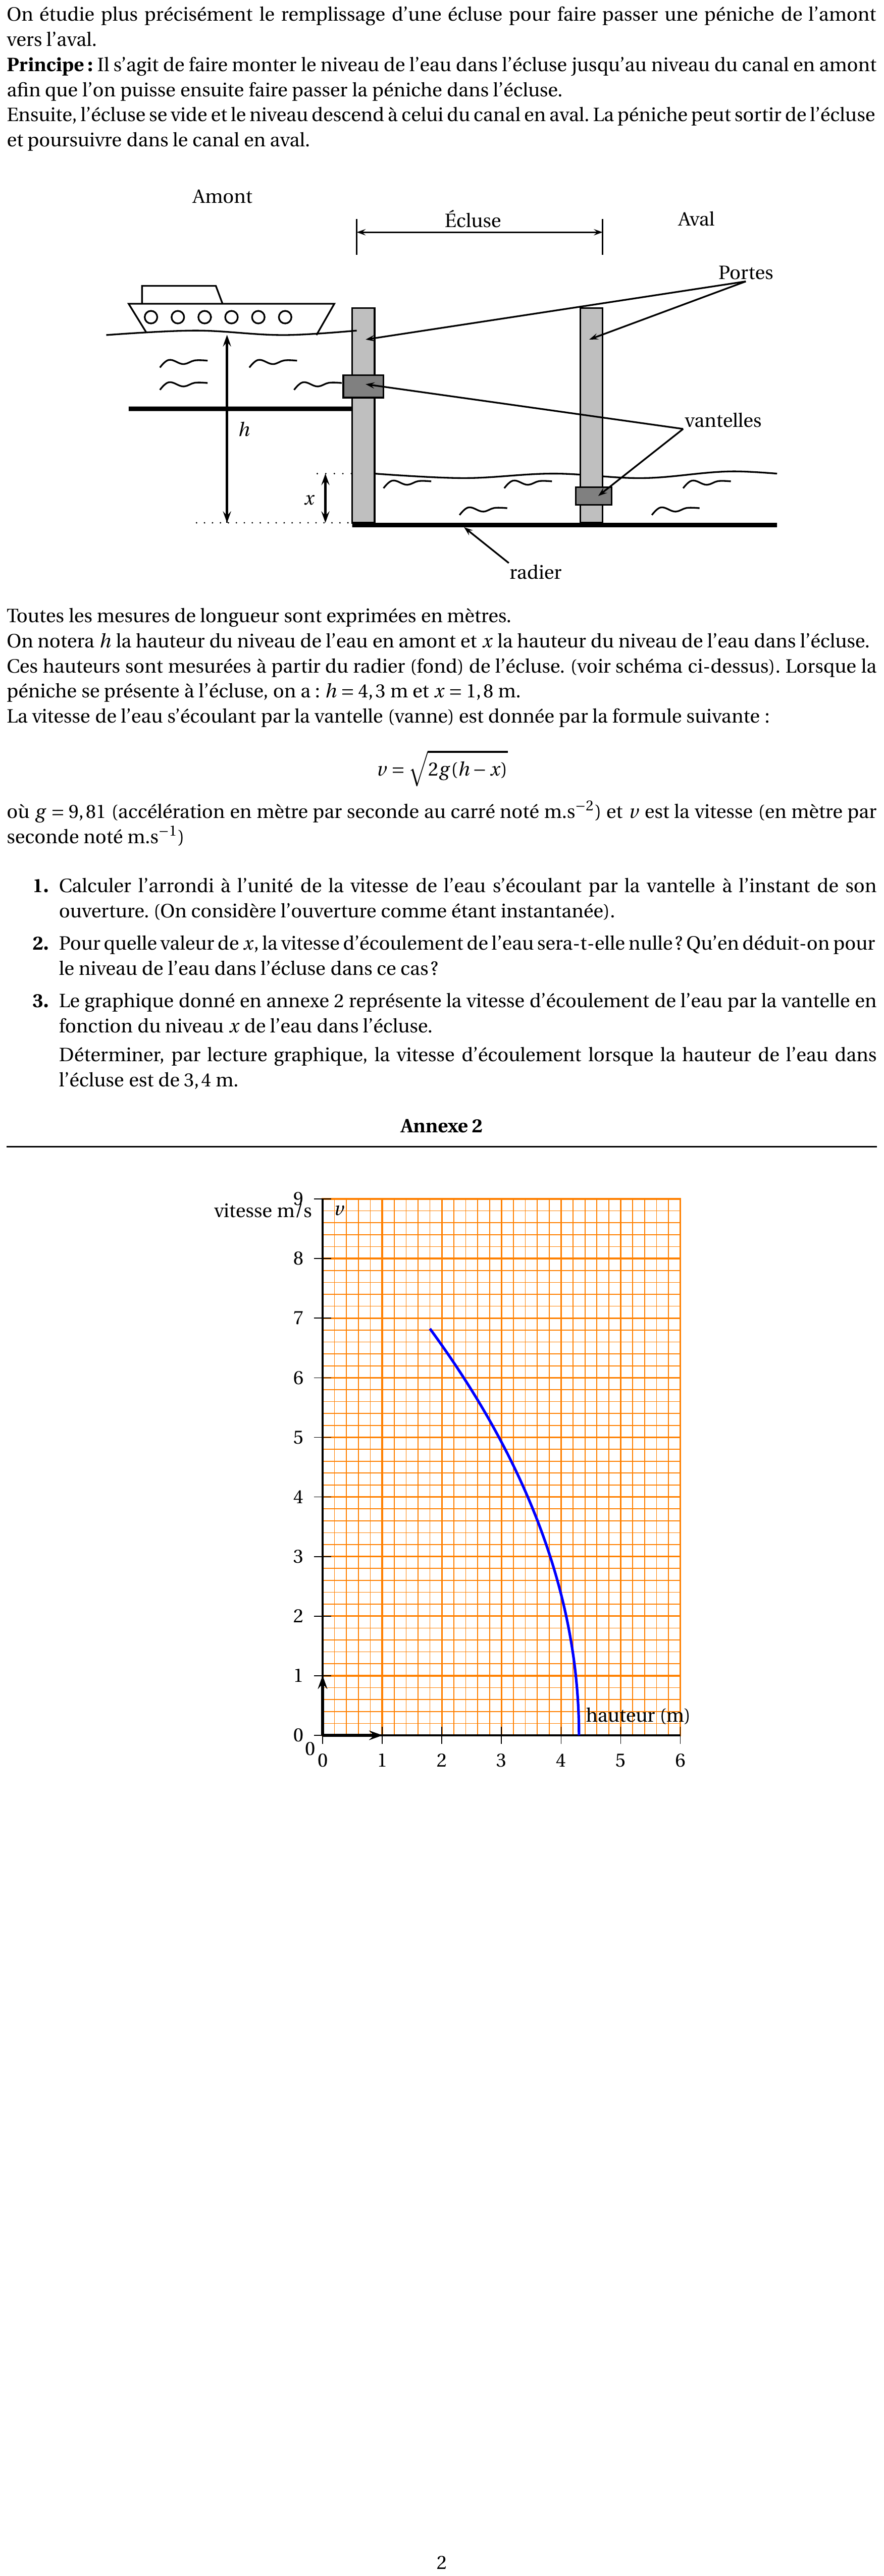 On étudie plus précisément le remplissage d’une écluse pour faire passer une péniche de l’amont
vers l’aval.
Principe : Il s’agit de faire monter le niveau de l’eau dans l’écluse jusqu’au niveau du canal en amont
afin que l’on puisse ensuite faire passer la péniche dans l’écluse.
Ensuite, l’écluse se vide et le niveau descend à celui du canal en aval. La péniche peut sortir de l’écluse
et poursuivre dans le canal en aval.
Amont
Écluse
Aval
Portes
vantelles
h
x
radier
Toutes les mesures de longueur sont exprimées en mètres.
On notera h la hauteur du niveau de l’eau en amont et x la hauteur du niveau de l’eau dans l’écluse.
Ces hauteurs sont mesurées à partir du radier (fond) de l’écluse. (voir schéma ci-dessus). Lorsque la
péniche se présente à l’écluse, on a : h = 4,3 m et x = 1,8 m.
La vitesse de l’eau s’écoulant par la vantelle (vanne) est donnée par la formule suivante :
v = √2g(h − x)
où g = 9,81 (accélération en mètre par seconde au carré noté m.s⁻²) et v est la vitesse (en mètre par
seconde noté m.s⁻¹)
1. Calculer l’arrondi à l’unité de la vitesse de l’eau s’écoulant par la vantelle à l’instant de son
ouverture. (On considère l’ouverture comme étant instantanée).
2. Pour quelle valeur de x, la vitesse d’écoulement de l’eau sera-t-elle nulle ? Qu’en déduit-on pour
le niveau de l’eau dans l’écluse dans ce cas ?
3. Le graphique donné en annexe 2 représente la vitesse d’écoulement de l’eau par la vantelle en
fonction du niveau x de l’eau dans l’écluse.
Déterminer, par lecture graphique, la vitesse d’écoulement lorsque la hauteur de l’eau dans
l’écluse est de 3,4 m.
Annexe 2
9
vitesse m/s v
8
7
6
5
4
3
2
1
hauteur (m)
0
0
0 1 2 3 4 5 6
2